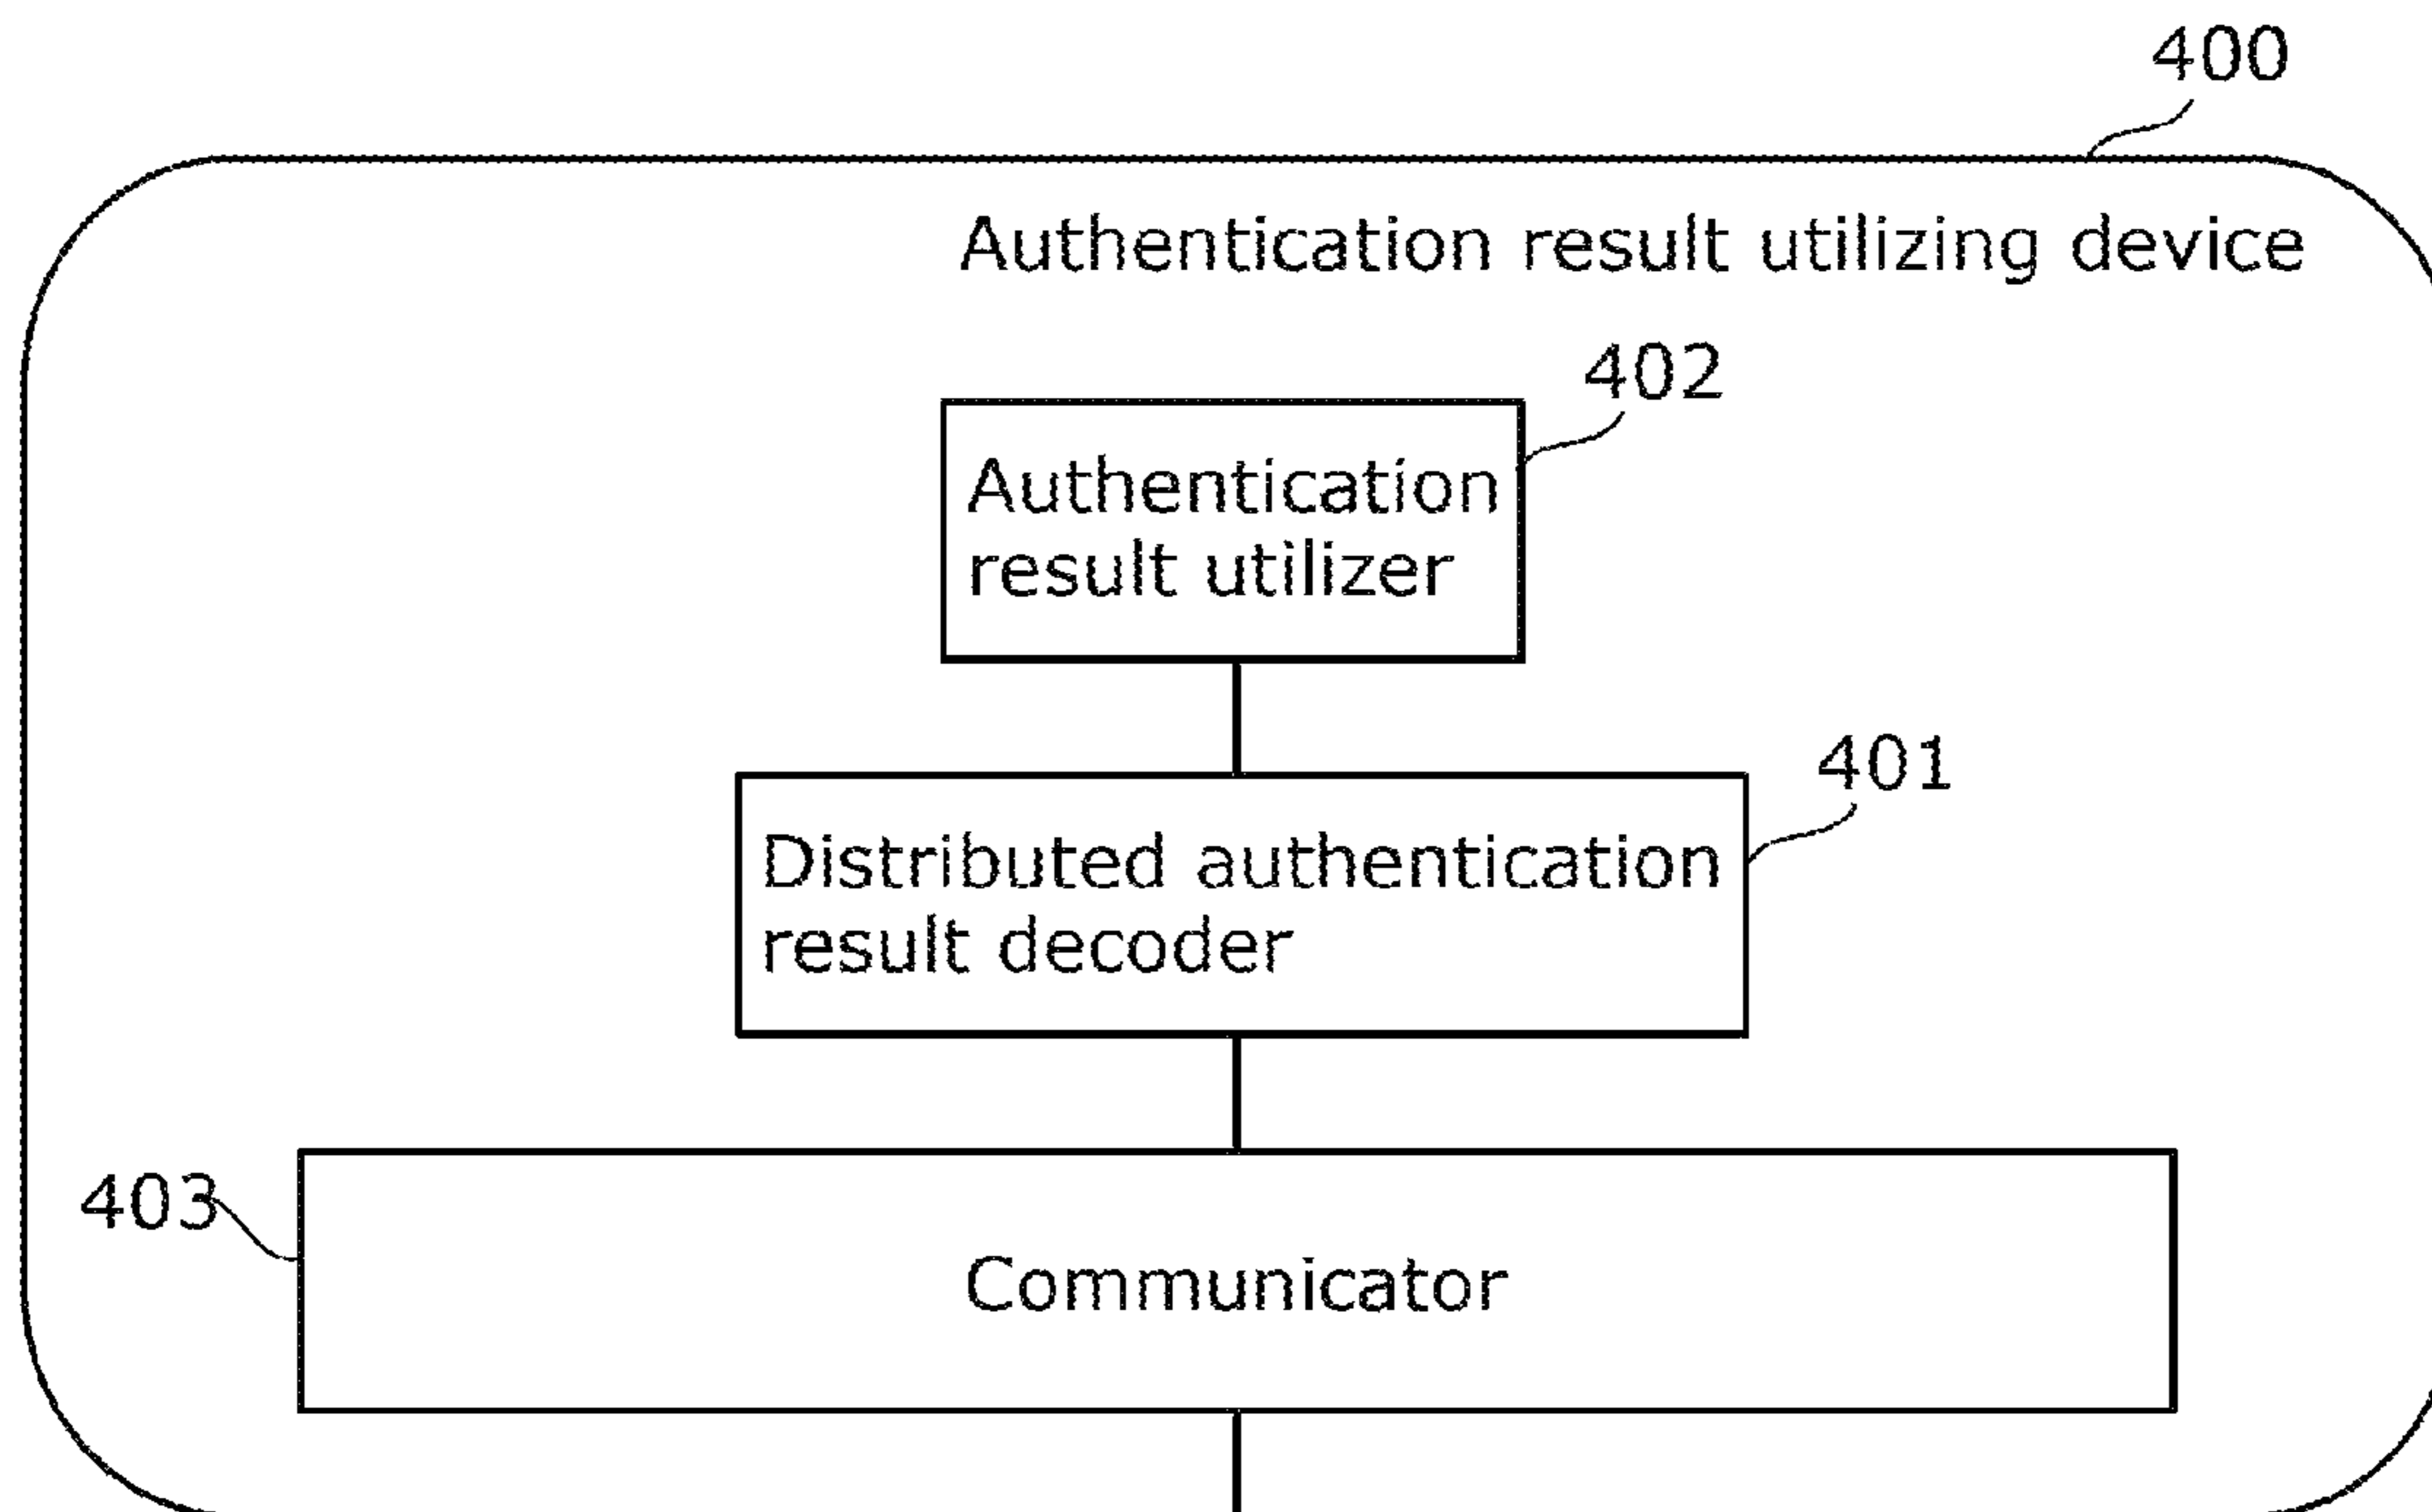 400
Authentication result utilizing device
402
Authentication
result utilizer
401
Distributed authentication
result decoder
403
Communicator